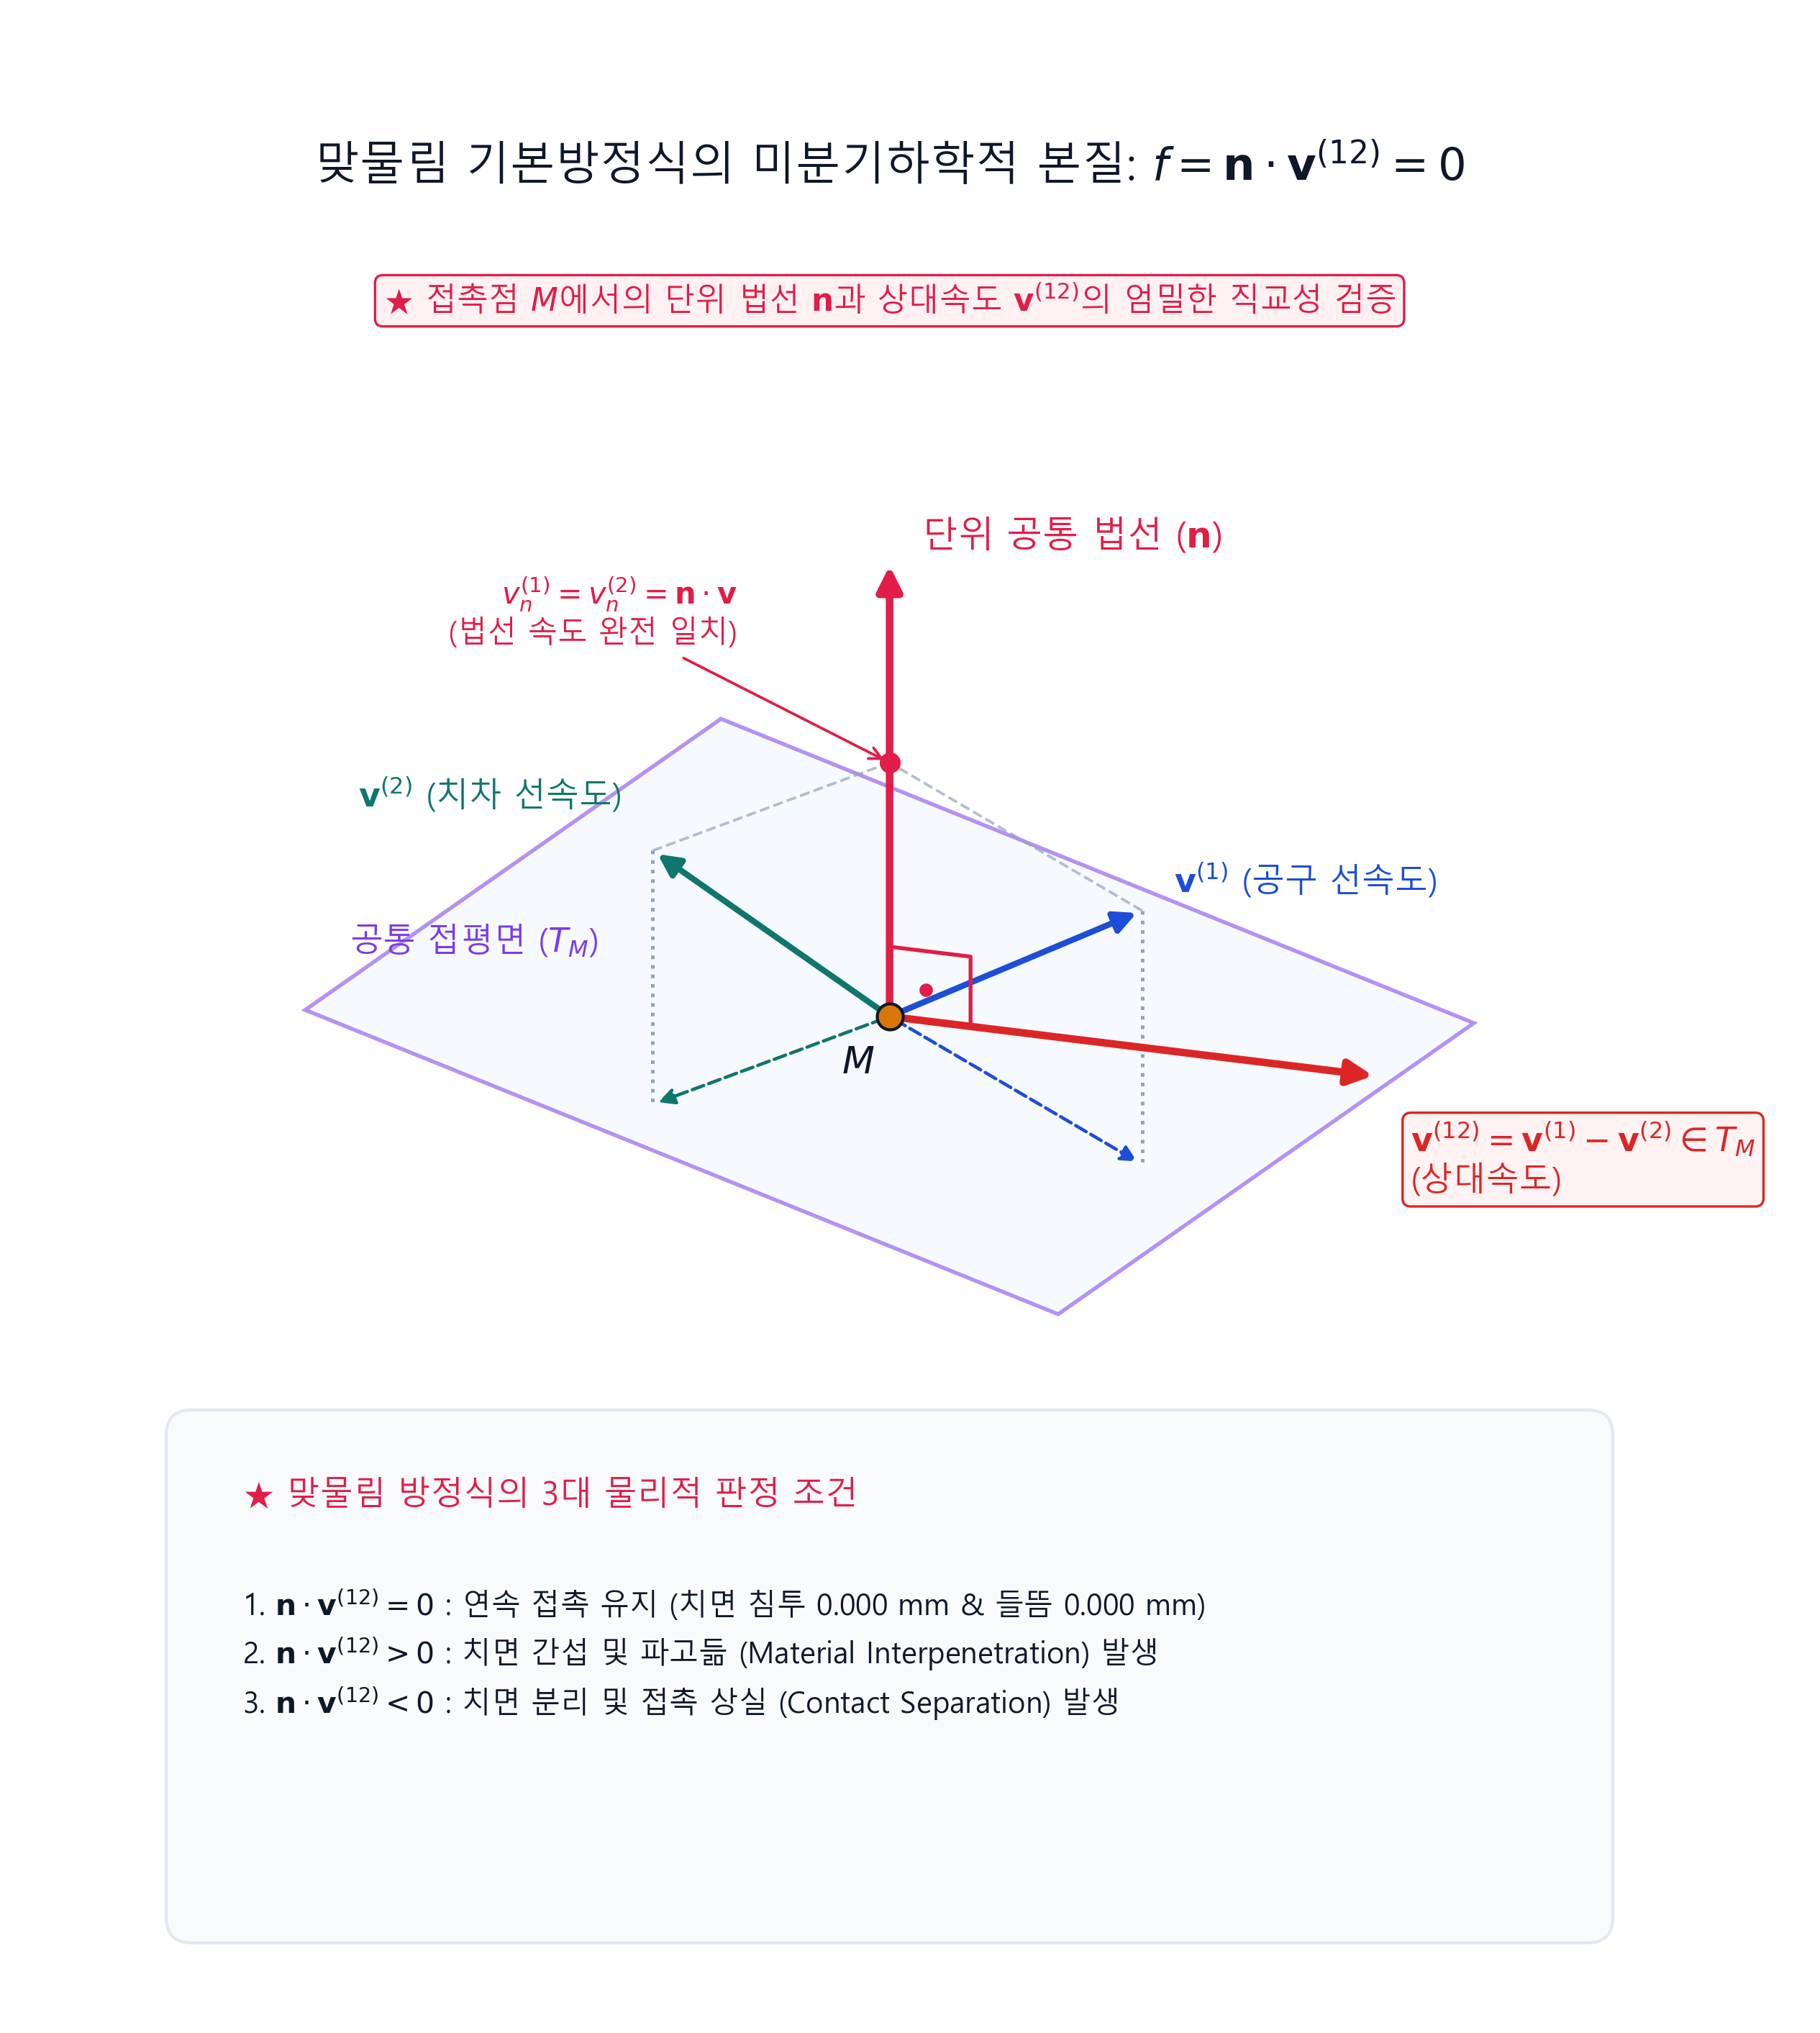 맞물림 기본방정식의 미분기하학적 본질: f = n · v^(12) = 0
★ 접촉점 M에서의 단위 법선 n과 상대속도 v^(12)의 엄밀한 직교성 검증
단위 공통 법선 (n)
v_n^(1) = v_n^(2) = n · v
(법선 속도 완전 일치)
v^(2) (치차 선속도)
v^(1) (공구 선속도)
공통 접평면 (T_M)
M
v^(12) = v^(1) − v^(2) ∈ T_M
(상대속도)
★ 맞물림 방정식의 3대 물리적 판정 조건
1. n · v^(12) = 0 : 연속 접촉 유지 (치면 침투 0.000 mm & 들뜸 0.000 mm)
2. n · v^(12) > 0 : 치면 간섭 및 파고듦 (Material Interpenetration) 발생
3. n · v^(12) < 0 : 치면 분리 및 접촉 상실 (Contact Separation) 발생